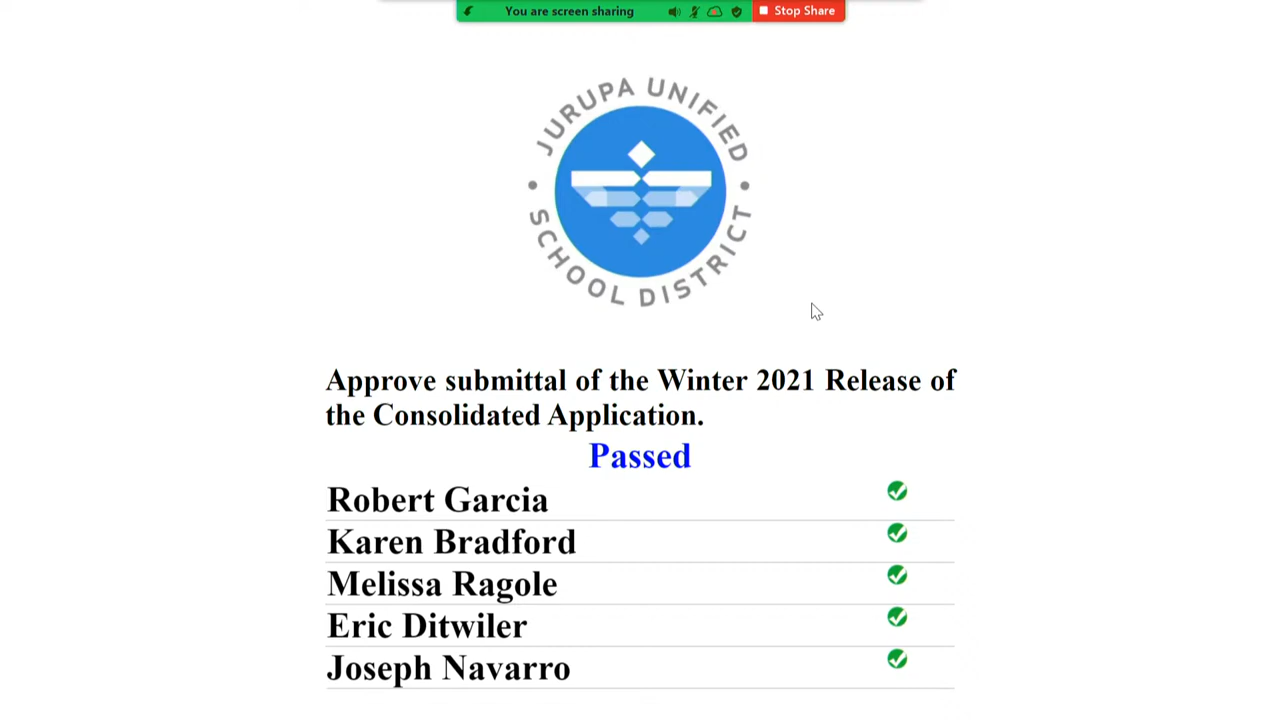 You are screen sharing
Stop Share
JURUPA UNIFIED
SCHOOL DISTRICT
Approve submittal of the Winter 2021 Release of
the Consolidated Application.
Passed
Robert Garcia
Karen Bradford
Melissa Ragole
Eric Ditwiler
Joseph Navarro